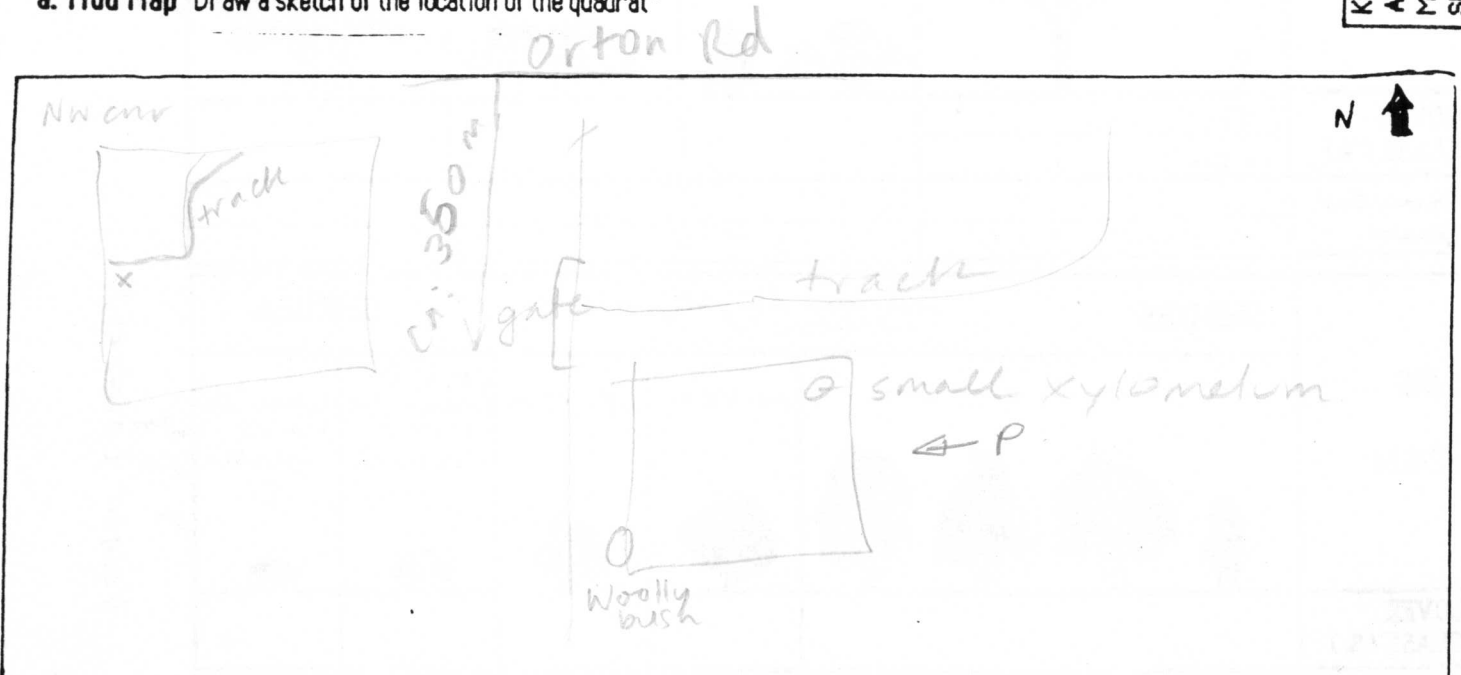 a. Mud Map Draw a sketch of the location of the quadrat
K
A
M
S
Orton Rd
NW cnr
N
track
x
350 m
gate
track
small xylomelum
P
Woolly
bush